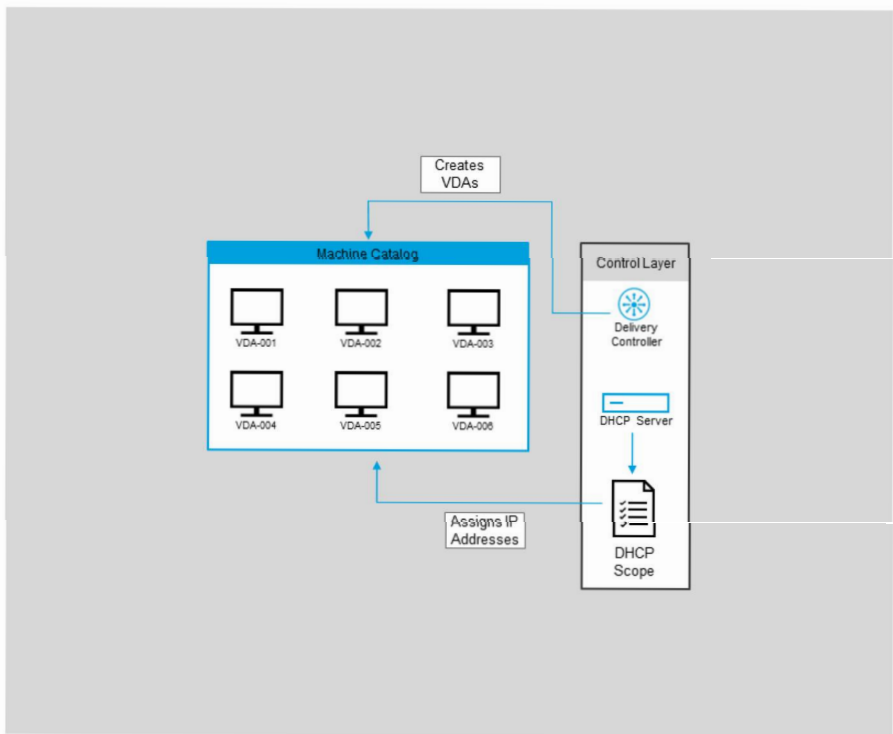 Creates
VDAs
Machine Catalog
VDA-001
VDA-002
VDA-003
VDA-004
VDA-005
VDA-006
Control Layer
Delivery
Controller
DHCP Server
DHCP
Scope
Assigns IP
Addresses